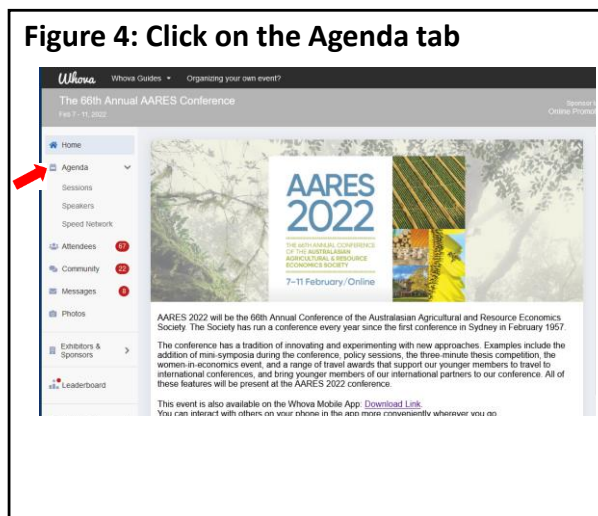 Figure 4: Click on the Agenda tab
Whova Whova Guides Organizing your own event?
The 66th Annual AARES Conference
Feb 7 - 11, 2022
Sponsor
Online Promot
Home
Agenda
Sessions
Speakers
Speed Network
Attendees 67
Community 22
Messages 8
Photos
Exhibitors &
Sponsors
Leaderboard
AARES
2022
THE 66TH ANNUAL CONFERENCE
OF THE AUSTRALASIAN
AGRICULTURAL & RESOURCE
ECONOMICS SOCIETY
7–11 February/Online
AARES 2022 will be the 66th Annual Conference of the Australasian Agricultural and Resource Economics
Society. The Society has run a conference every year since the first conference in Sydney in February 1957.
The conference has a tradition of innovating and experimenting with new approaches. Examples include the
addition of mini-symposia during the conference, policy sessions, the three-minute thesis competition, the
women-in-economics event, and a range of travel awards that support our younger members to travel to
international conferences, and bring younger members of our international partners to our conference. All of
these features will be present at the AARES 2022 conference.
This event is also available on the Whova Mobile App: Download Link.
You can interact with others on your phone in the app more conveniently wherever you go